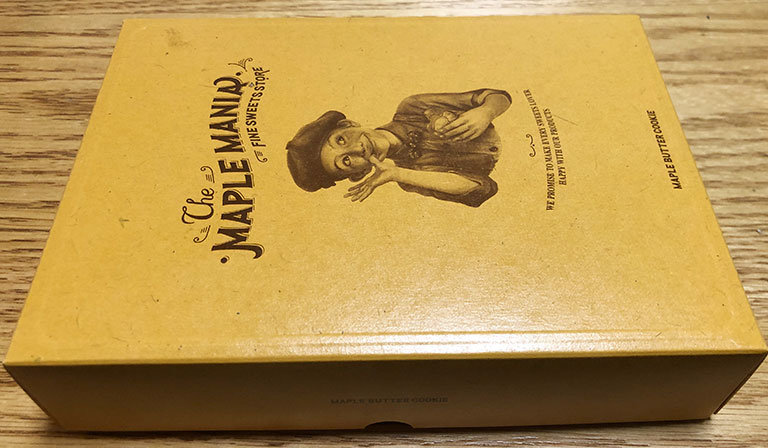 The
MAPLE MANIA
FINE SWEETS STORE
WE PROMISE TO MAKE EVERY SWEETS LOVER
HAPPY WITH OUR PRODUCTS
MAPLE BUTTER COOKIE
MAPLE BUTTER COOKIE